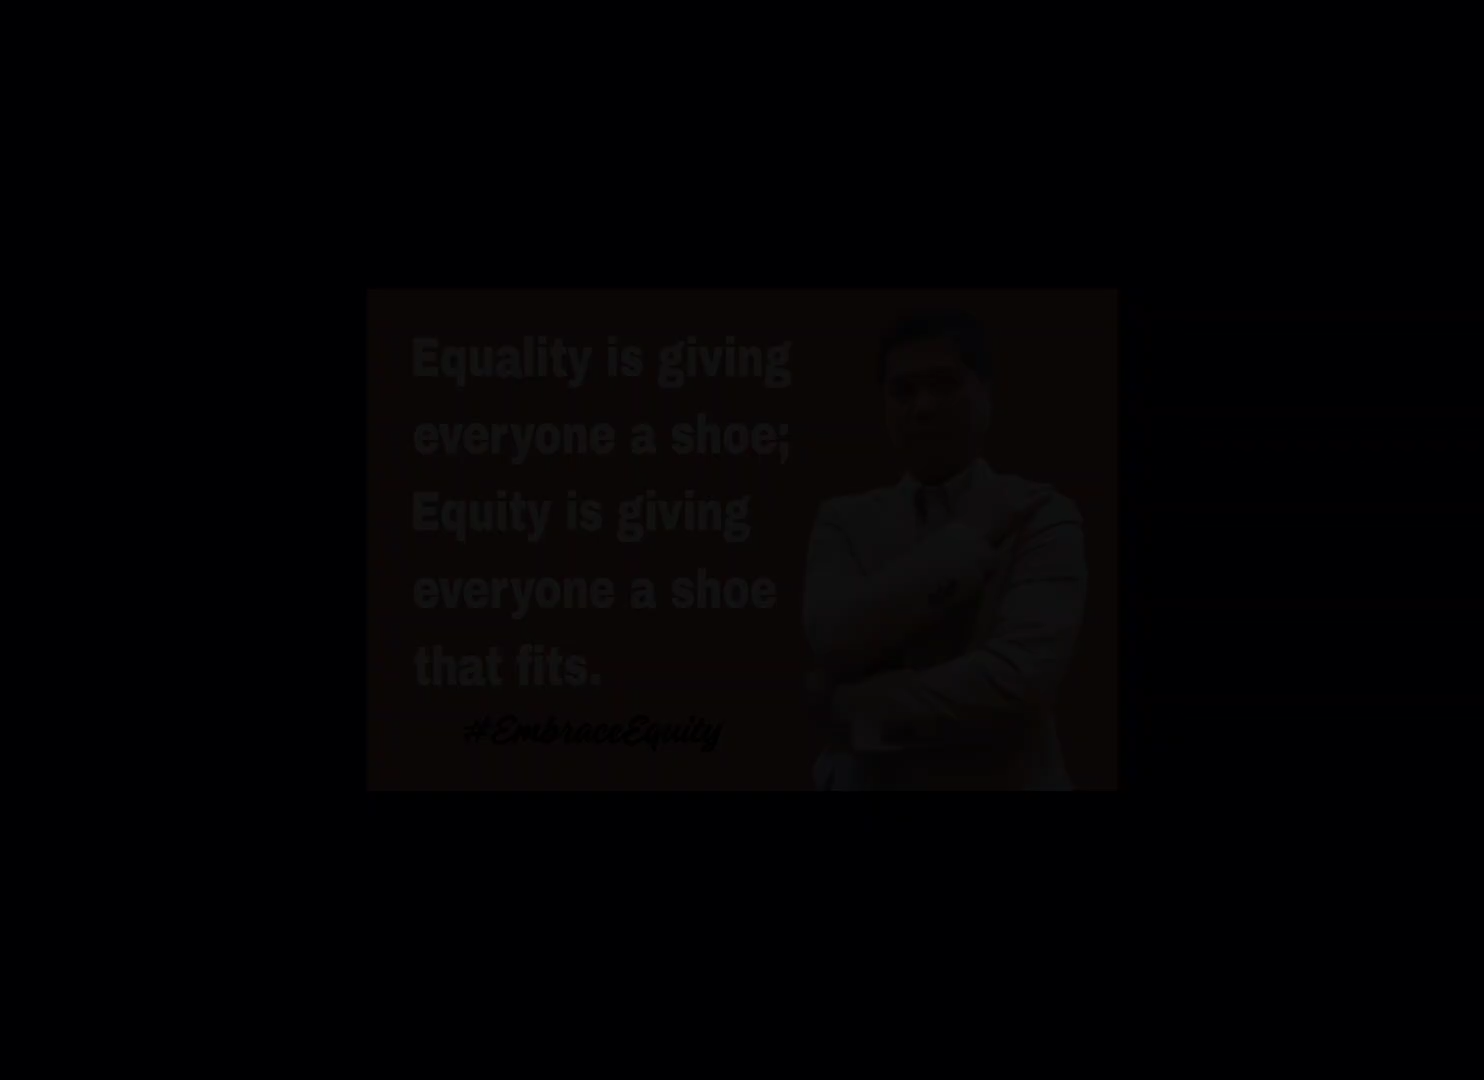 Equality is giving
everyone a shoe;
Equity is giving
everyone a shoe
that fits.
#EmbraceEquity